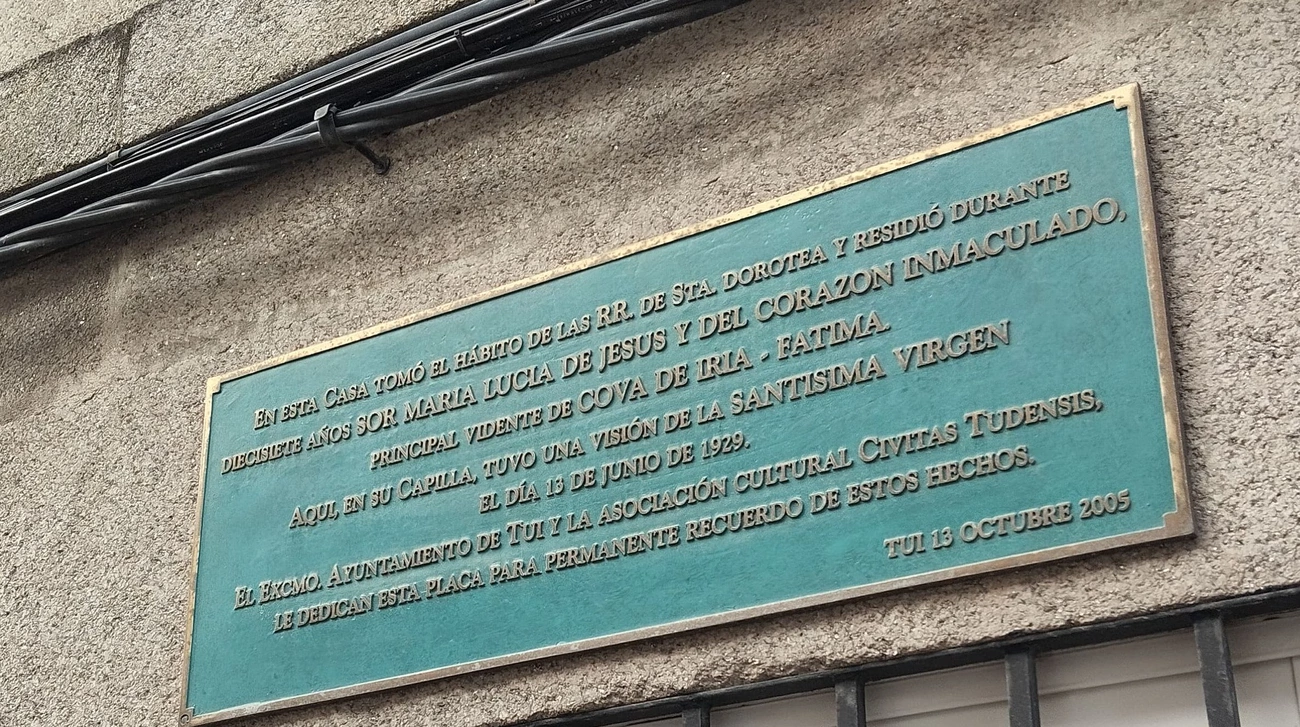 EN ESTA CASA TOMÓ EL HÁBITO DE LAS RR. DE STA. DOROTEA Y RESIDIÓ DURANTE
DIECISIETE AÑOS SOR MARIA LUCIA DE JESUS Y DEL CORAZON INMACULADO,
PRINCIPAL VIDENTE DE COVA DE IRIA - FATIMA.
AQUI, EN SU CAPILLA, TUVO UNA VISIÓN DE LA SANTISIMA VIRGEN
EL DÍA 13 DE JUNIO DE 1929.
EL EXCMO. AYUNTAMIENTO DE TUI Y LA ASOCIACIÓN CULTURAL CIVITAS TUDENSIS,
LE DEDICAN ESTA PLACA PARA PERMANENTE RECUERDO DE ESTOS HECHOS.
TUI 13 OCTUBRE 2005